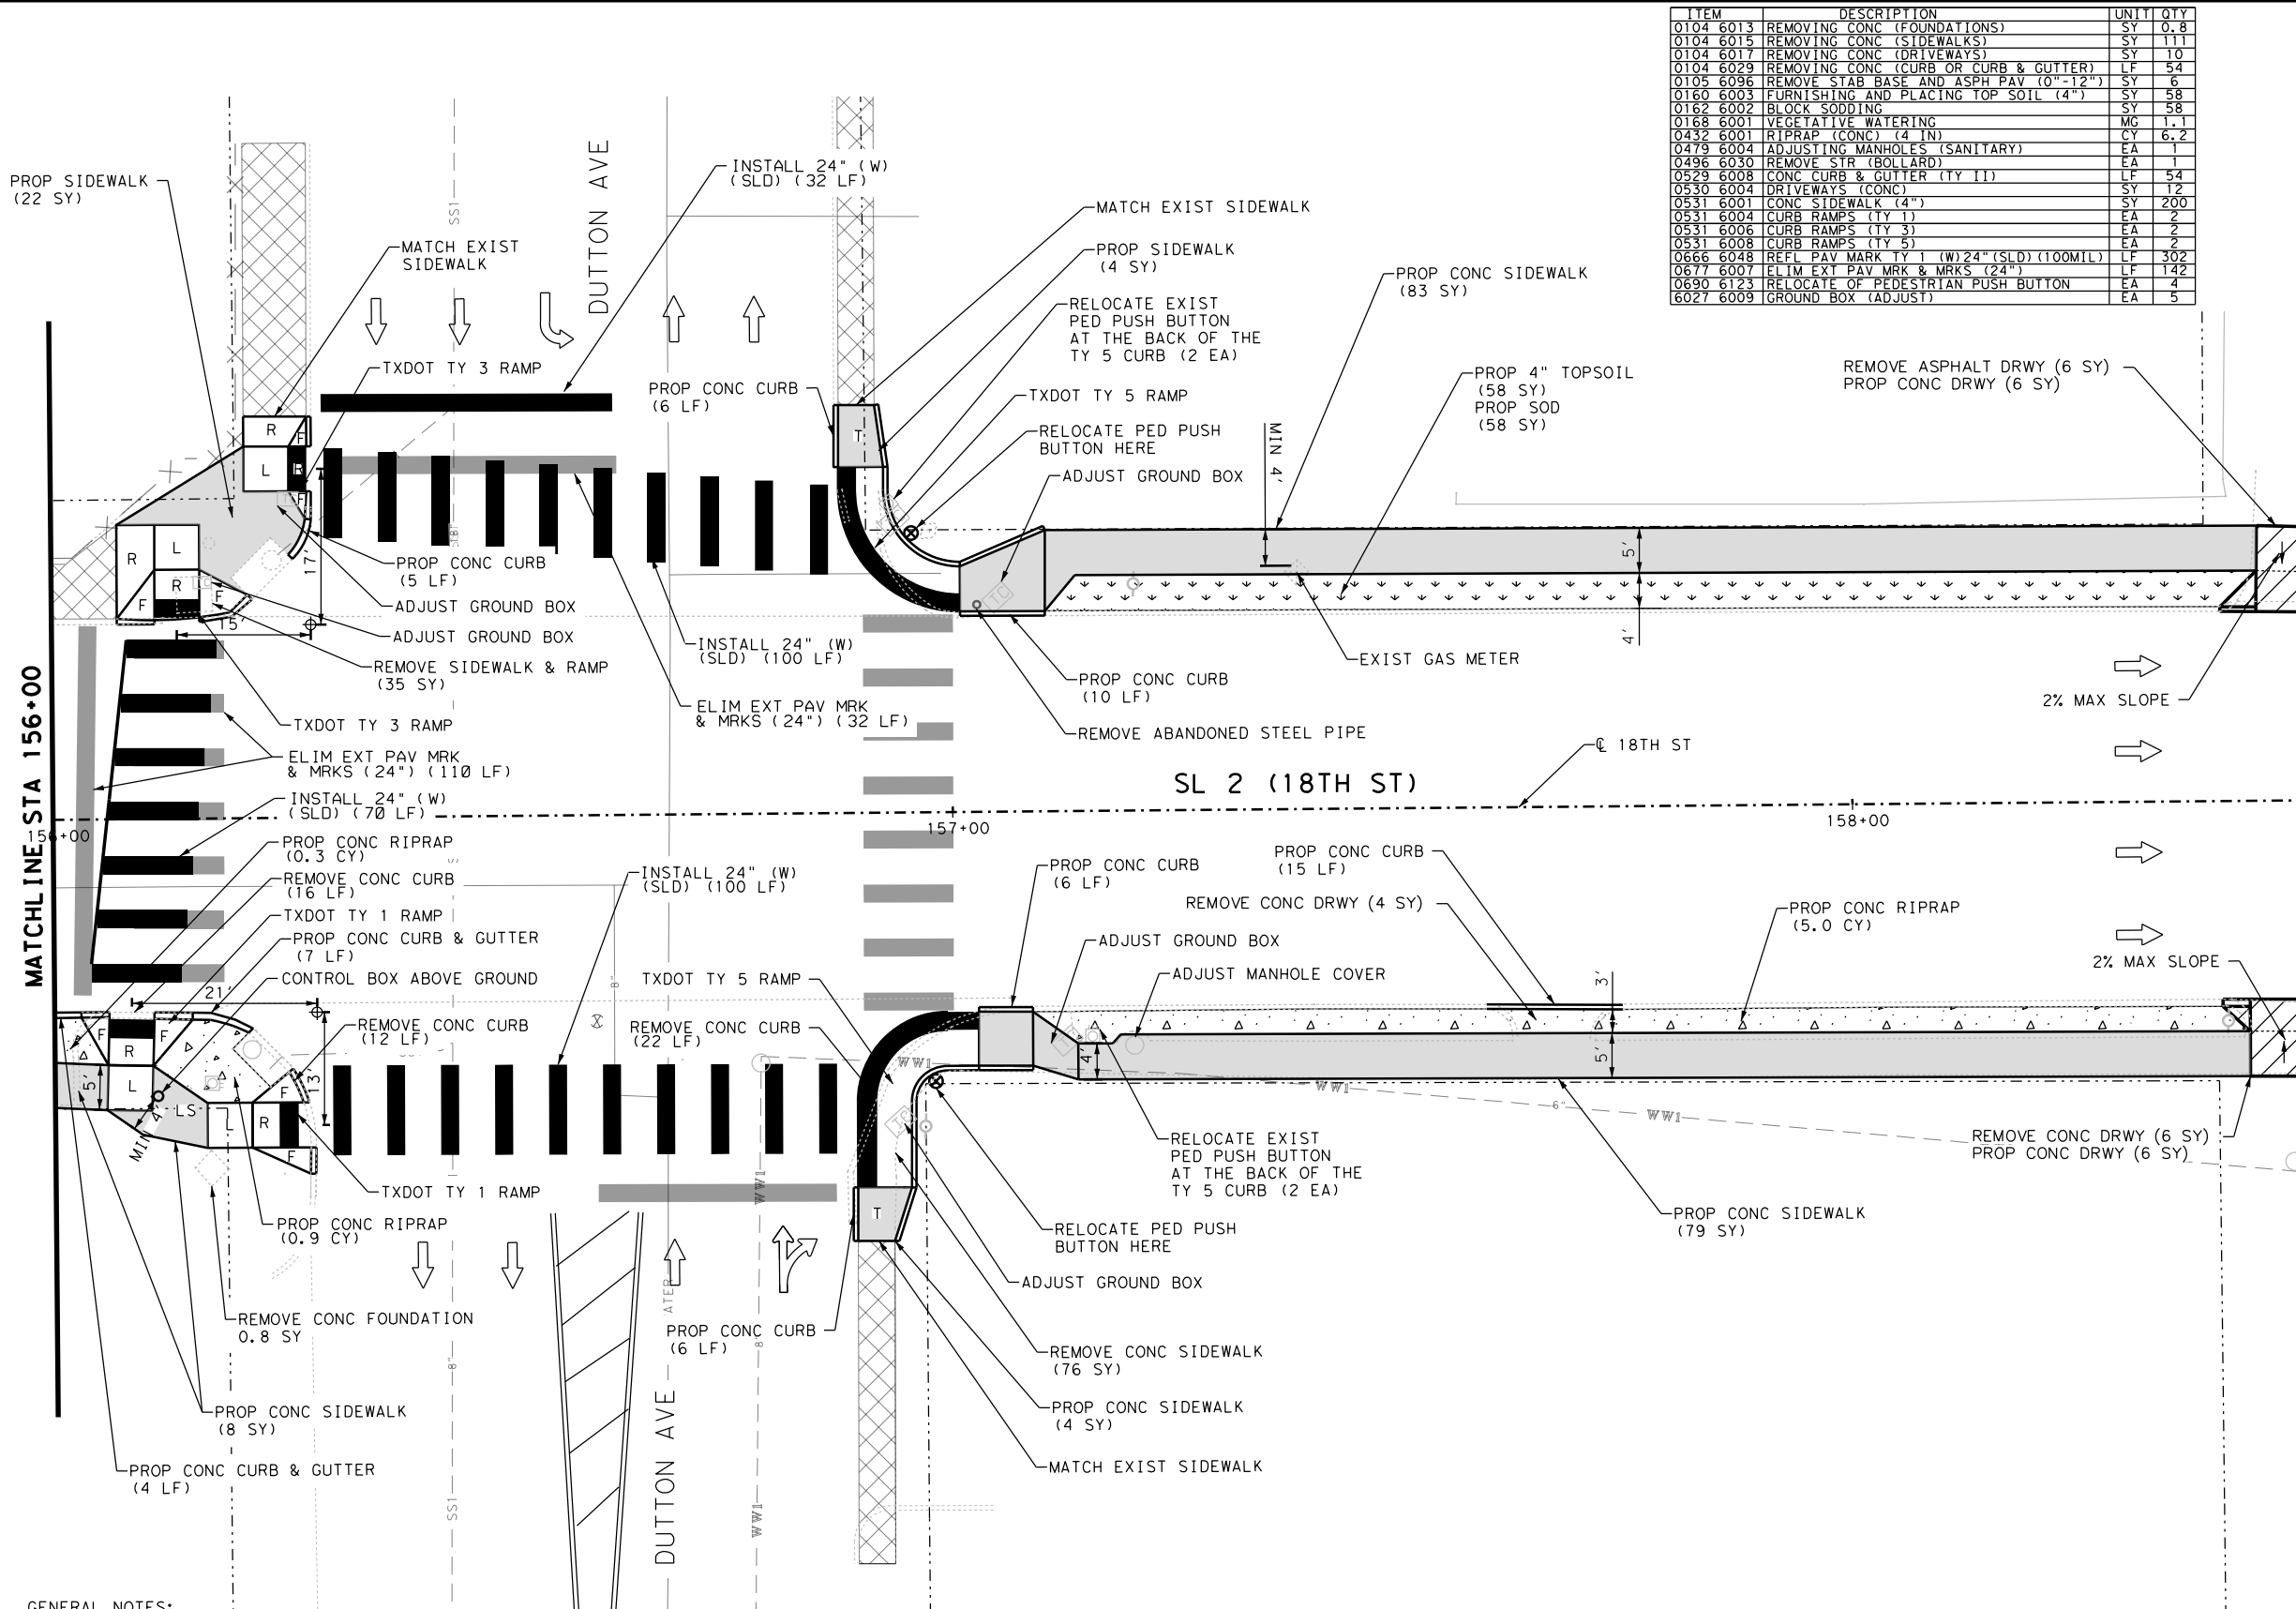 ITEM DESCRIPTION UNIT QTY
0104 6013 REMOVING CONC (FOUNDATIONS) SY 0.8
0104 6015 REMOVING CONC (SIDEWALKS) SY 111
0104 6017 REMOVING CONC (DRIVEWAYS) SY 10
0104 6029 REMOVING CONC (CURB OR CURB & GUTTER) LF 54
0105 6096 REMOVE STAB BASE AND ASPH PAV (0"-12") SY 6
0160 6003 FURNISHING AND PLACING TOP SOIL (4") SY 58
0162 6002 BLOCK SODDING SY 58
0168 6001 VEGETATIVE WATERING MG 1.1
0432 6001 RIPRAP (CONC) (4 IN) CY 6.2
0479 6004 ADJUSTING MANHOLES (SANITARY) EA 1
0496 6030 REMOVE STR (BOLLARD) EA 1
0529 6008 CONC CURB & GUTTER (TY II) LF 54
0530 6004 DRIVEWAYS (CONC) SY 12
0531 6001 CONC SIDEWALK (4") SY 200
0531 6004 CURB RAMPS (TY 1) EA 2
0531 6006 CURB RAMPS (TY 3) EA 2
0531 6008 CURB RAMPS (TY 5) EA 2
0666 6048 REFL PAV MARK TY 1 (W)24"(SLD)(100MIL) LF 302
0677 6007 ELIM EXT PAV MRK & MRKS (24") LF 142
0690 6123 RELOCATE OF PEDESTRIAN PUSH BUTTON EA 4
6027 6009 GROUND BOX (ADJUST) EA 5
PROP SIDEWALK
(22 SY)
MATCH EXIST
SIDEWALK
DUTTON AVE
SS1
INSTALL 24" (W)
(SLD) (32 LF)
MATCH EXIST SIDEWALK
PROP SIDEWALK
(4 SY)
RELOCATE EXIST
PED PUSH BUTTON
AT THE BACK OF THE
TY 5 CURB (2 EA)
PROP CONC SIDEWALK
(83 SY)
TXDOT TY 3 RAMP
PROP CONC CURB
(6 LF)
TXDOT TY 5 RAMP
RELOCATE PED PUSH
BUTTON HERE
ADJUST GROUND BOX
MIN 4'
PROP 4" TOPSOIL
(58 SY)
PROP SOD
(58 SY)
REMOVE ASPHALT DRWY (6 SY)
PROP CONC DRWY (6 SY)
R
F
L
R
F
T
R
L
R
F
F
17'
15'
5'
4'
PROP CONC CURB
(5 LF)
ADJUST GROUND BOX
ADJUST GROUND BOX
REMOVE SIDEWALK & RAMP
(35 SY)
TXDOT TY 3 RAMP
INSTALL 24" (W)
(SLD) (100 LF)
ELIM EXT PAV MRK
& MRKS (24") (32 LF)
PROP CONC CURB
(10 LF)
REMOVE ABANDONED STEEL PIPE
EXIST GAS METER
2% MAX SLOPE
MATCHLINE STA 156+00
ELIM EXT PAV MRK
& MRKS (24") (110 LF)
INSTALL 24" (W)
(SLD) (70 LF)
℄ 18TH ST
SL 2 (18TH ST)
156+00
157+00
158+00
PROP CONC RIPRAP
(0.3 CY)
REMOVE CONC CURB
(16 LF)
TXDOT TY 1 RAMP
PROP CONC CURB & GUTTER
(7 LF)
CONTROL BOX ABOVE GROUND
INSTALL 24" (W)
(SLD) (100 LF)
PROP CONC CURB
(6 LF)
PROP CONC CURB
(15 LF)
REMOVE CONC DRWY (4 SY)
PROP CONC RIPRAP
(5.0 CY)
ADJUST GROUND BOX
ADJUST MANHOLE COVER
2% MAX SLOPE
TXDOT TY 5 RAMP
8"
21'
REMOVE CONC CURB
(12 LF)
REMOVE CONC CURB
(22 LF)
F
R
F
L
5'
LS
MIN 4'
L
R
F
F
13'
3'
4'
5'
WW1
WW1
6"
WW1
WW1
TXDOT TY 1 RAMP
PROP CONC RIPRAP
(0.9 CY)
T
RELOCATE EXIST
PED PUSH BUTTON
AT THE BACK OF THE
TY 5 CURB (2 EA)
REMOVE CONC DRWY (6 SY)
PROP CONC DRWY (6 SY)
PROP CONC SIDEWALK
(79 SY)
RELOCATE PED PUSH
BUTTON HERE
ADJUST GROUND BOX
REMOVE CONC FOUNDATION
0.8 SY
PROP CONC CURB
(6 LF)
ATER
8"
8"
REMOVE CONC SIDEWALK
(76 SY)
PROP CONC SIDEWALK
(8 SY)
PROP CONC SIDEWALK
(4 SY)
MATCH EXIST SIDEWALK
PROP CONC CURB & GUTTER
(4 LF)
DUTTON AVE
SS1
WW1
GENERAL NOTES: